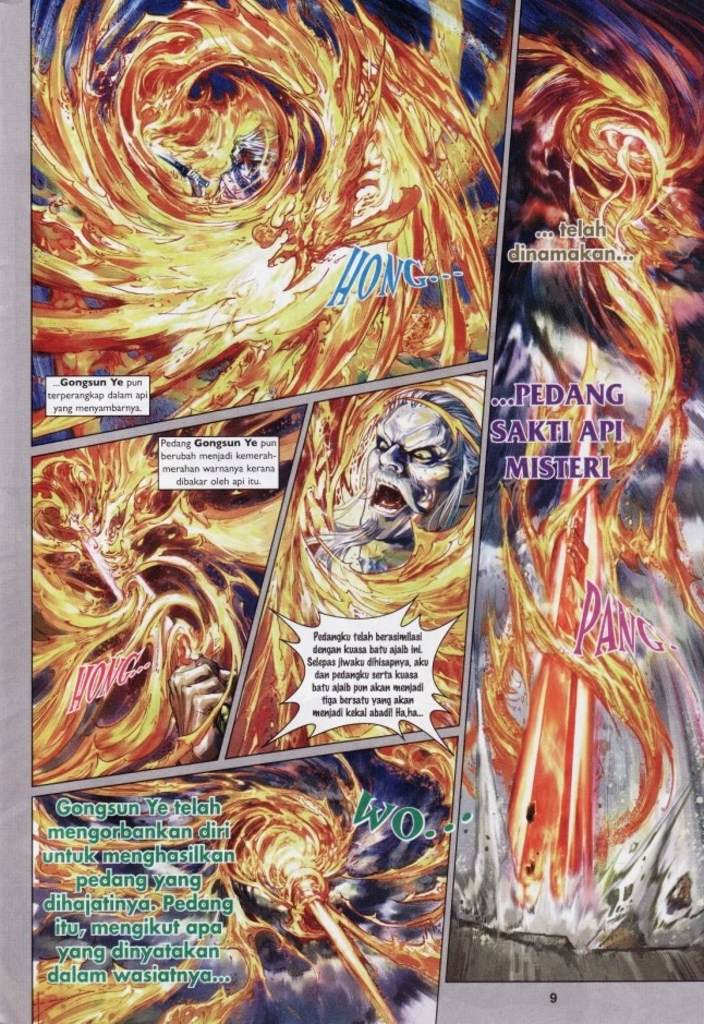 HONG...
...Gongsun Ye pun
terperangkap dalam api
yang menyambarnya.
Pedang Gongsun Ye pun
berubah menjadi kemerah-
merahan warnanya kerana
dibakar oleh api itu.
HONG...
Pedangku telah berasimilasi
dengan kuasa batu ajaib ini.
Selepas jiwaku dihisapnya, aku
dan pedangku serta kuasa
batu ajaib pun akan menjadi
tiga bersatu yang akan
menjadi kekal abadi! Ha,ha...
WO...
Gongsun Ye telah
mengorbankan diri
untuk menghasilkan
pedang yang
dihajatinya. Pedang
itu, mengikut apa
yang dinyatakan
dalam wasiatnya...
... telah
dinamakan...
...PEDANG
SAKTI API
MISTERI
PANG.
9